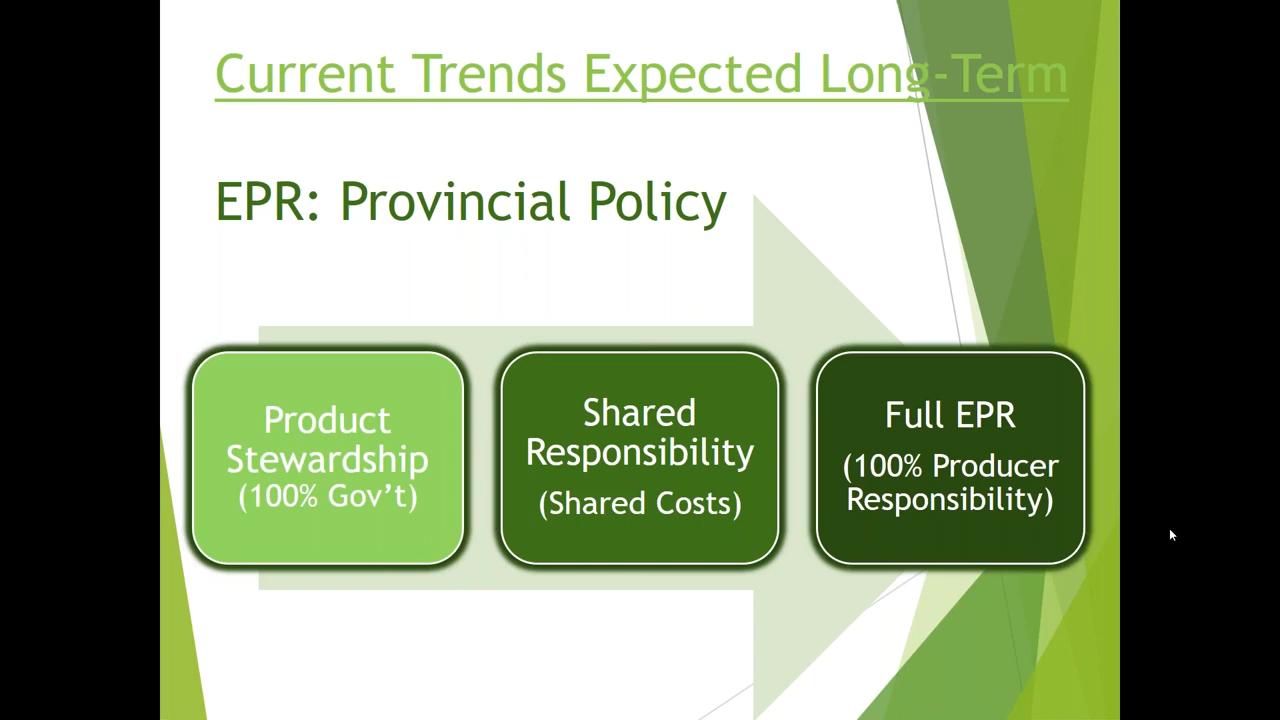 Current Trends Expected Long-Term
EPR: Provincial Policy
Product
Stewardship
(100% Gov’t)
Shared
Responsibility
(Shared Costs)
Full EPR
(100% Producer
Responsibility)